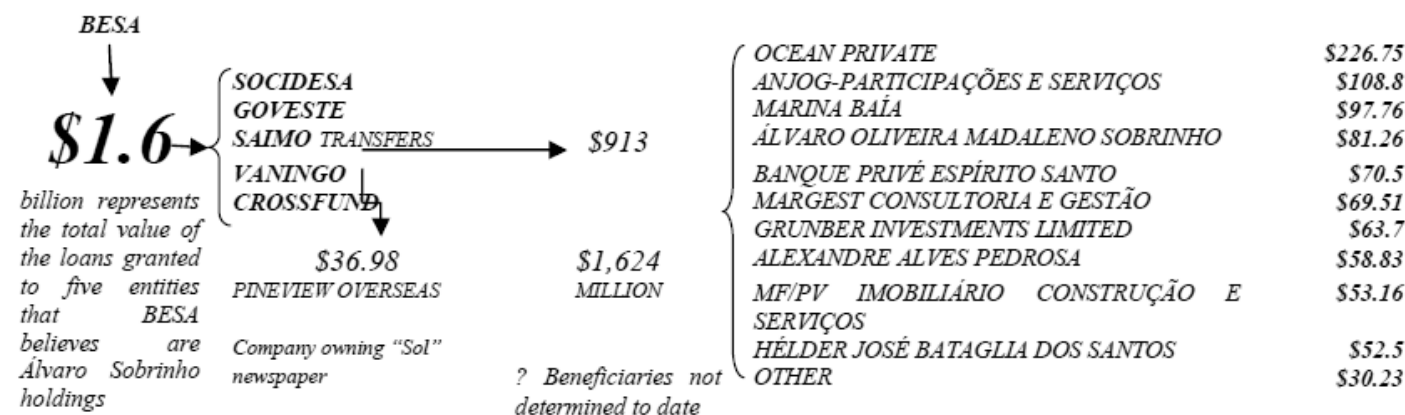 BESA
$1.6
billion represents
the total value of
the loans granted
to five entities
that BESA
believes are
Álvaro Sobrinho
holdings
SOCIDESA
GOVESTE
SAIMO TRANSFERS
VANINGO
CROSSFUND
$36.98
PINEVIEW OVERSEAS
Company owning “Sol”
newspaper
$913
$1,624
MILLION
? Beneficiaries not
determined to date
OCEAN PRIVATE $226.75
ANJOG-PARTICIPAÇÕES E SERVIÇOS $108.8
MARINA BAÍA $97.76
ÁLVARO OLIVEIRA MADALENO SOBRINHO $81.26
BANQUE PRIVÉ ESPÍRITO SANTO $70.5
MARGEST CONSULTORIA E GESTÃO $69.51
GRUNBER INVESTMENTS LIMITED $63.7
ALEXANDRE ALVES PEDROSA $58.83
MF/PV IMOBILIÁRIO CONSTRUÇÃO E $53.16
SERVIÇOS
HÉLDER JOSÉ BATAGLIA DOS SANTOS $52.5
OTHER $30.23